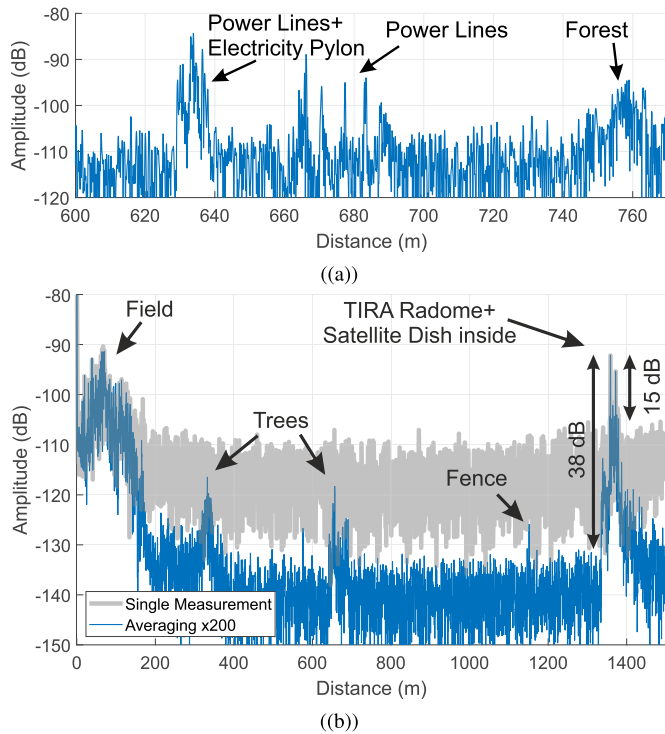 Power Lines+
Electricity Pylon
Power Lines
Forest
Amplitude (dB)
-80
-90
-100
-110
-120
600
620
640
660
680
700
720
740
760
Distance (m)
((a))
Field
TIRA Radome+
Satellite Dish inside
Trees
Fence
38 dB
15 dB
Amplitude (dB)
-80
-90
-100
-110
-120
-130
-140
-150
Single Measurement
Averaging x200
0
200
400
600
800
1000
1200
1400
Distance (m)
((b))